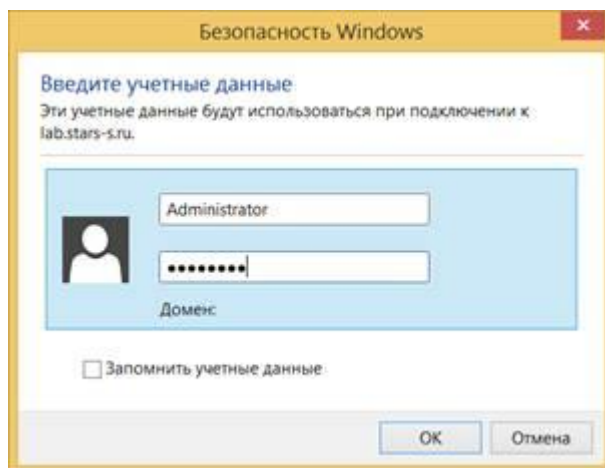 Безопасность Windows
Введите учетные данные
Эти учетные данные будут использоваться при подключении к
lab.stars-s.ru.
Administrator
••••••••
Домен:
Запомнить учетные данные
ОК
Отмена